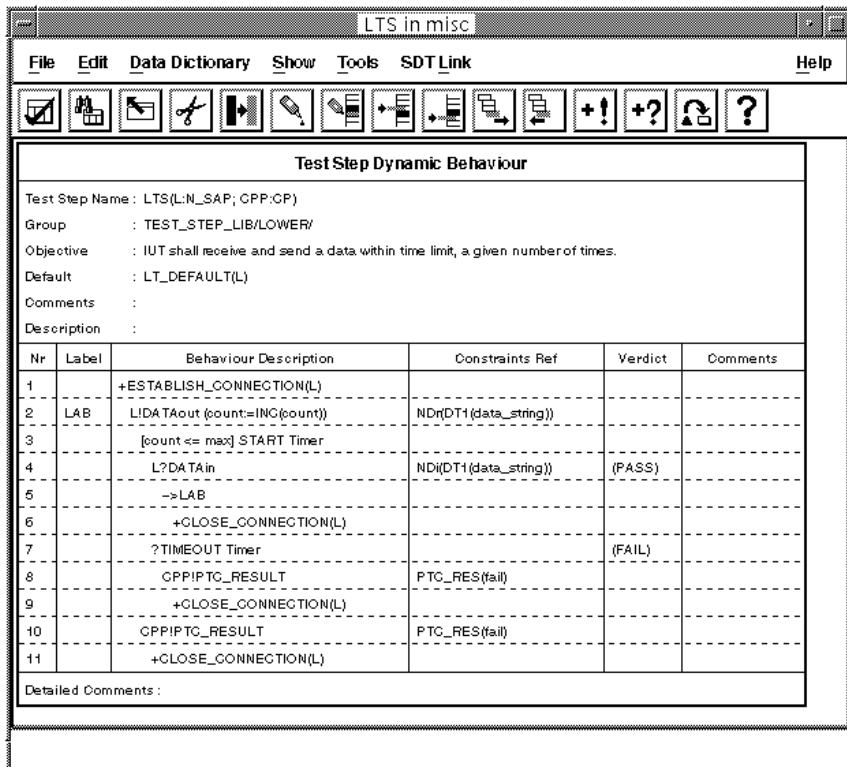 LTS in misc
File Edit Data Dictionary Show Tools SDT Link Help
+! +? ?
Test Step Dynamic Behaviour
Test Step Name : LTS(L:N_SAP; CPP:CP)
Group : TEST_STEP_LIB/LOWER/
Objective : IUT shall receive and send a data within time limit, a given number of times.
Default : LT_DEFAULT(L)
Comments :
Description :
Nr Label Behaviour Description Constraints Ref Verdict Comments
1 +ESTABLISH_CONNECTION(L)
2 LAB L!DATAout (count:=INC(count)) NDr(DT1(data_string))
3 [count <= max] START Timer
4 L?DATAin NDi(DT1(data_string)) (PASS)
5 ->LAB
6 +CLOSE_CONNECTION(L)
7 ?TIMEOUT Timer (FAIL)
8 CPP!PTC_RESULT PTC_RES(fail)
9 +CLOSE_CONNECTION(L)
10 CPP!PTC_RESULT PTC_RES(fail)
11 +CLOSE_CONNECTION(L)
Detailed Comments :